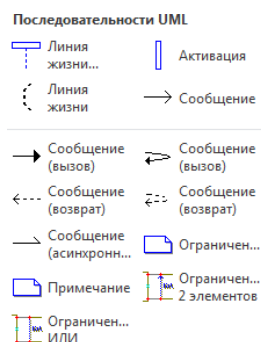 Последовательности UML
Линия
жизни...
Активация
Линия
жизни
Сообщение
Сообщение
(вызов)
Сообщение
(вызов)
Сообщение
(возврат)
Сообщение
(возврат)
Сообщение
(асинхронн...
Ограничен...
Примечание
Ограничен...
2 элементов
Ограничен...
ИЛИ